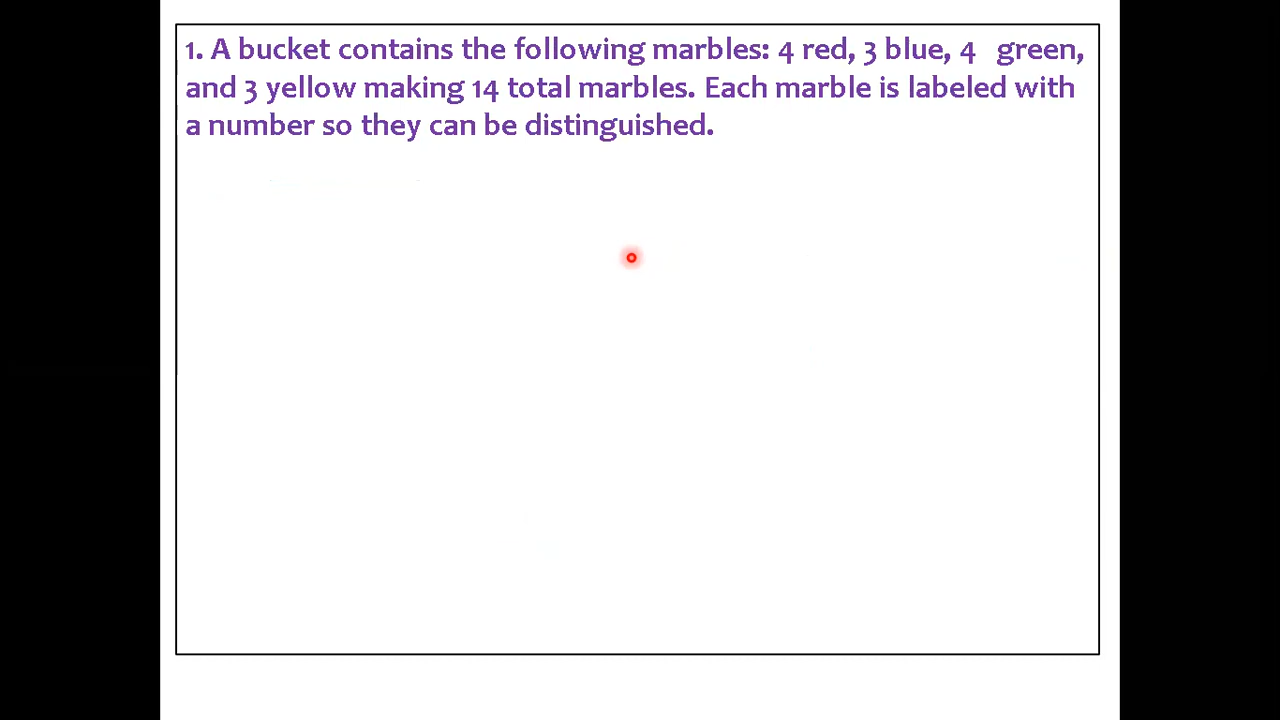 1. A bucket contains the following marbles: 4 red, 3 blue, 4 green,
and 3 yellow making 14 total marbles. Each marble is labeled with
a number so they can be distinguished.